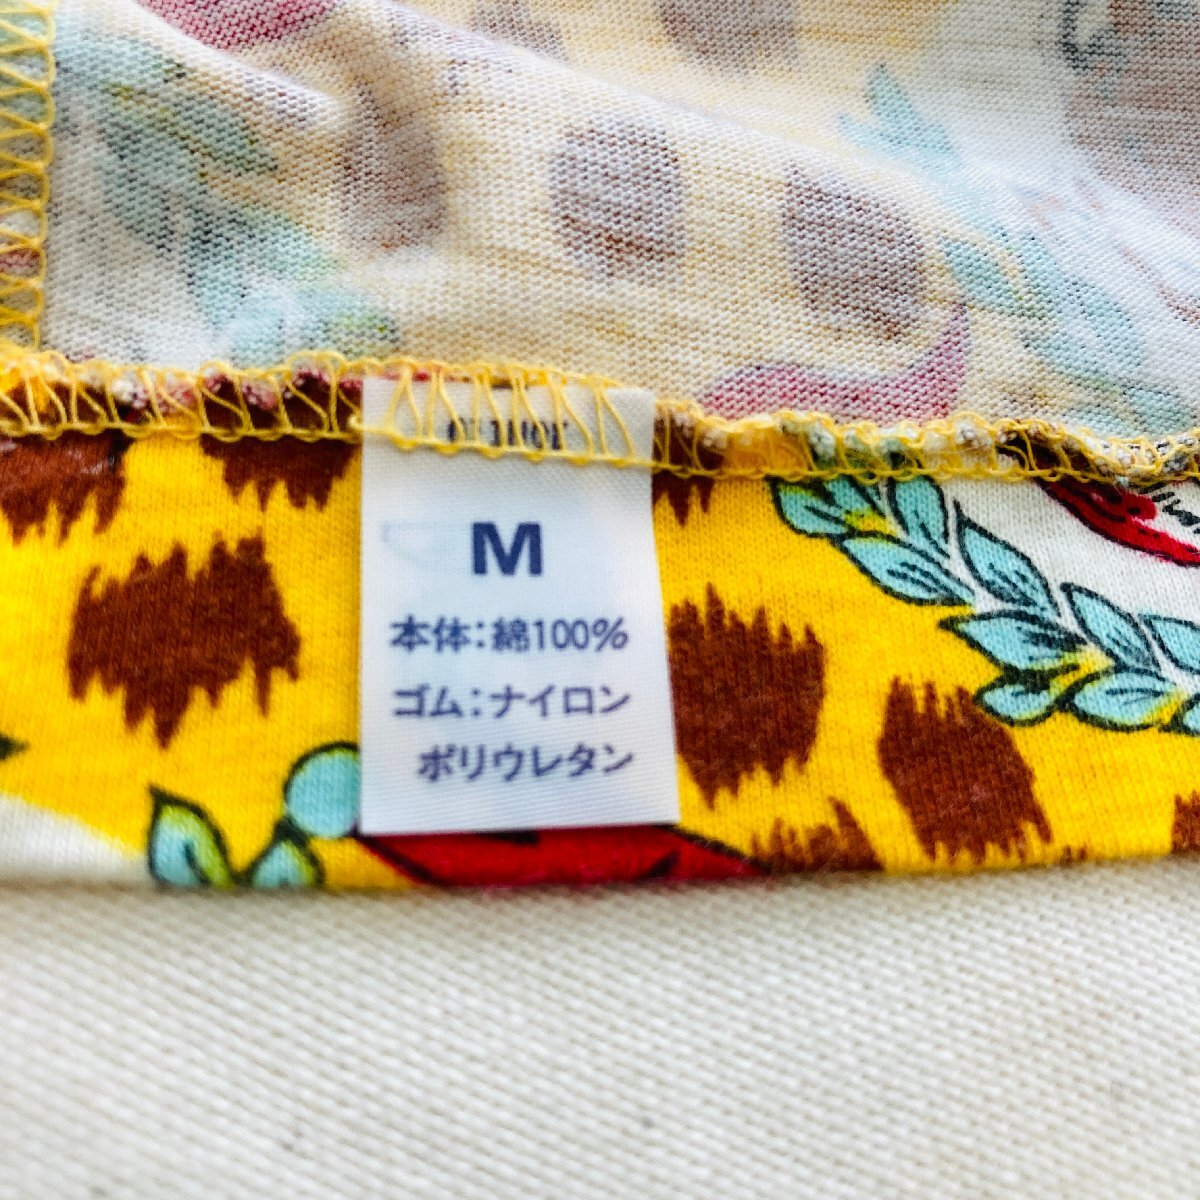 M
本体:綿100%
ゴム:ナイロン
ポリウレタン